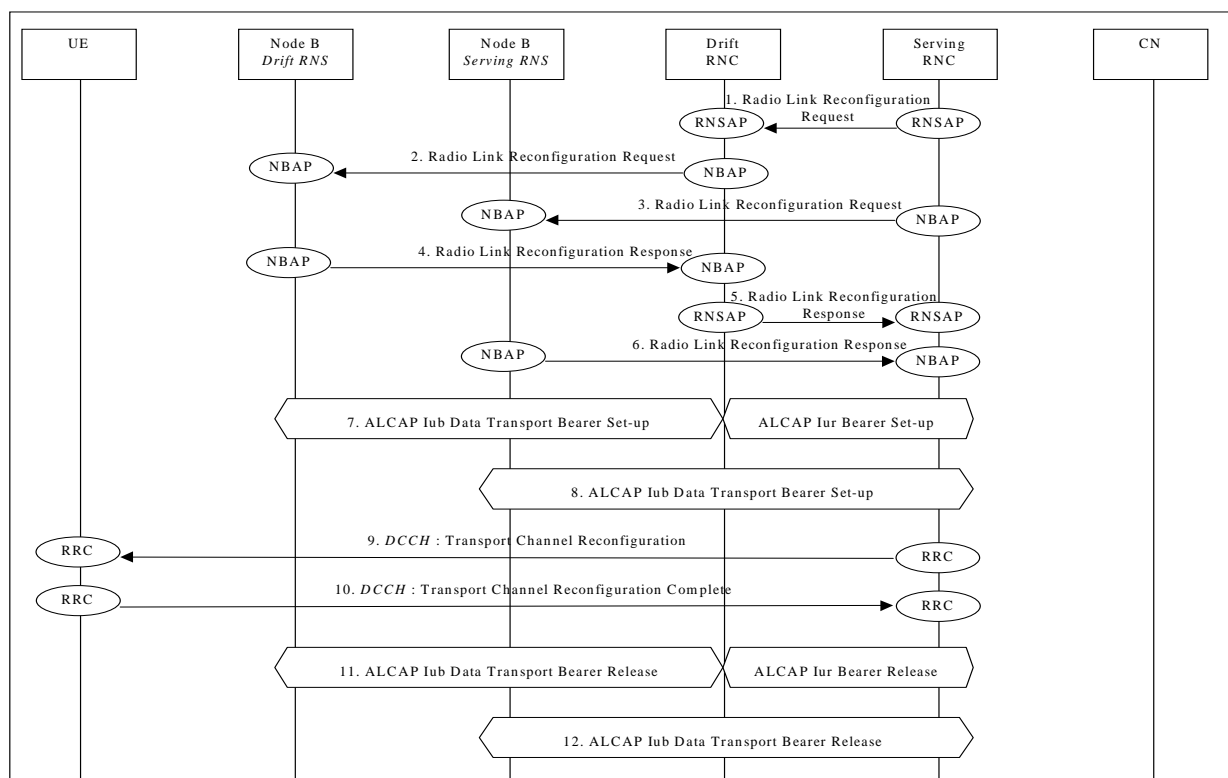 UE
Node B
Drift RNS
Node B
Serving RNS
Drift
RNC
Serving
RNC
CN
1. Radio Link Reconfiguration
Request
RNSAP
RNSAP
2. Radio Link Reconfiguration Request
NBAP
NBAP
3. Radio Link Reconfiguration Request
NBAP
NBAP
4. Radio Link Reconfiguration Response
NBAP
NBAP
5. Radio Link Reconfiguration
Response
RNSAP
RNSAP
6. Radio Link Reconfiguration Response
NBAP
NBAP
7. ALCAP Iub Data Transport Bearer Set-up
ALCAP Iur Bearer Set-up
8. ALCAP Iub Data Transport Bearer Set-up
9. DCCH : Transport Channel Reconfiguration
RRC
RRC
10. DCCH : Transport Channel Reconfiguration Complete
RRC
RRC
11. ALCAP Iub Data Transport Bearer Release
ALCAP Iur Bearer Release
12. ALCAP Iub Data Transport Bearer Release